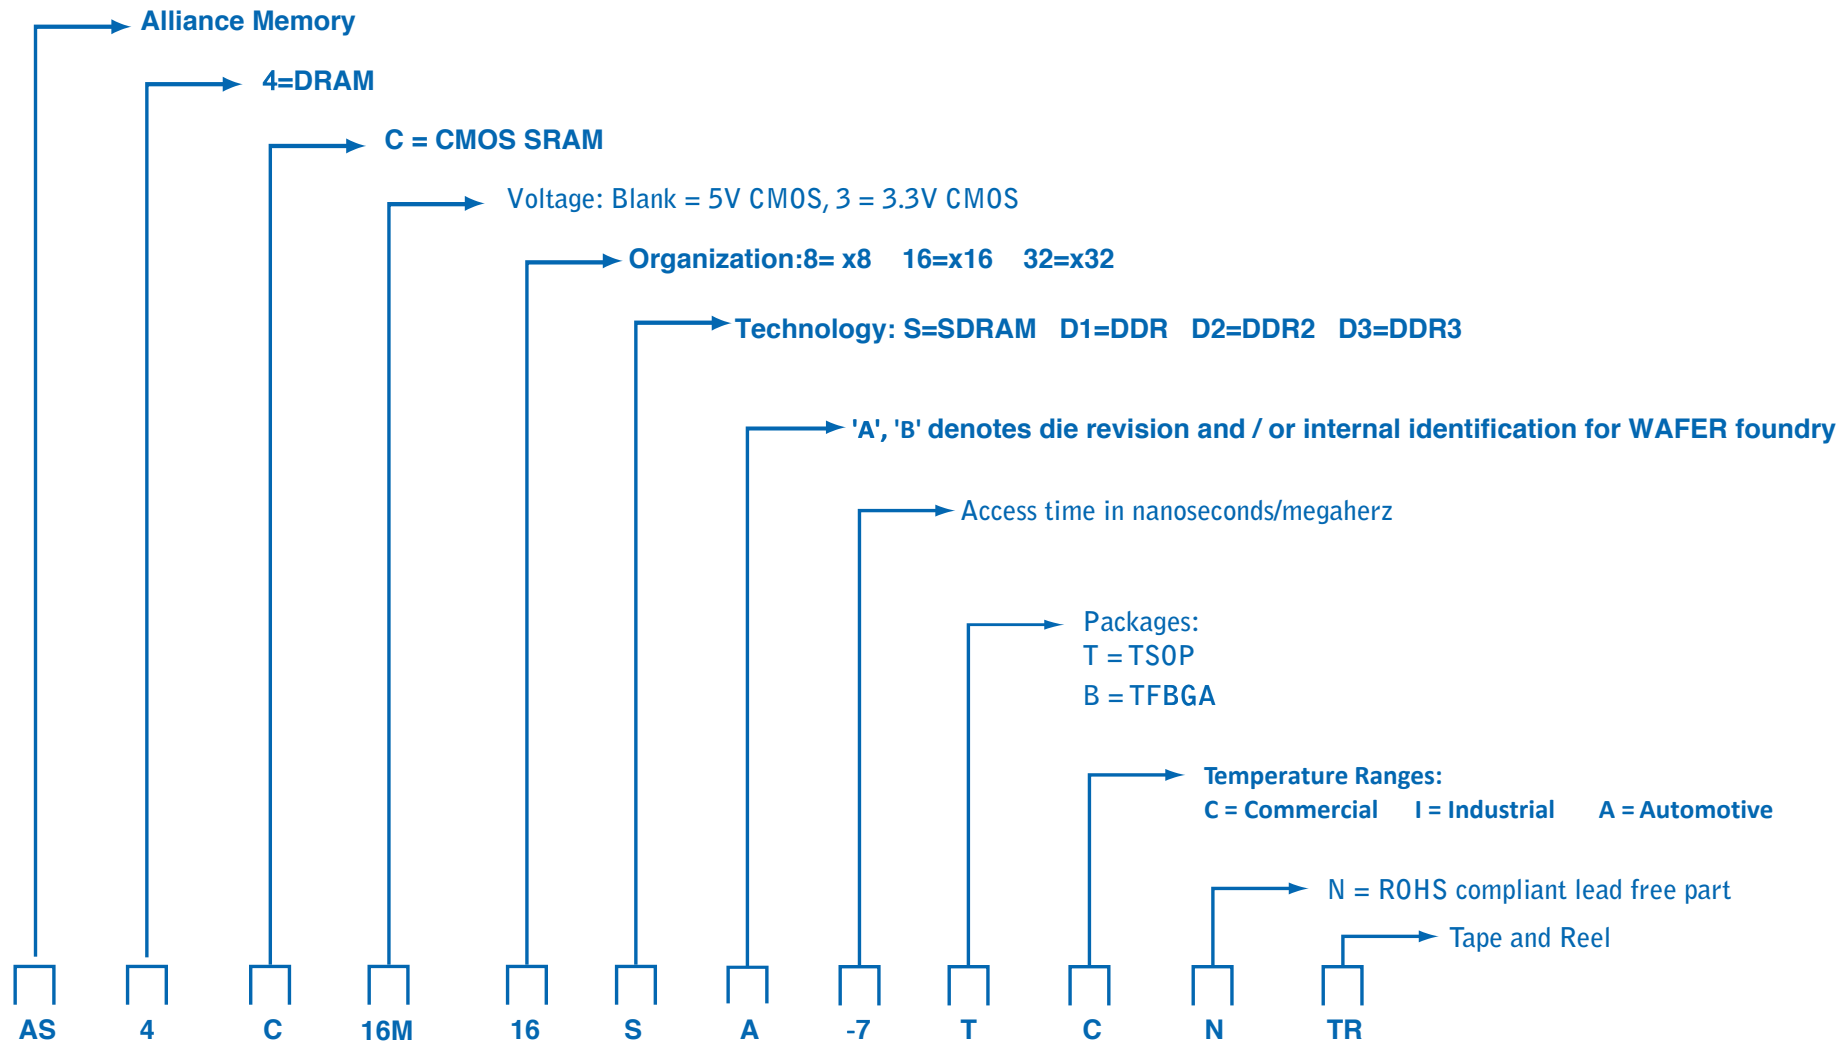 Alliance Memory
4=DRAM
C = CMOS SRAM
Voltage: Blank = 5V CMOS, 3 = 3.3V CMOS
Organization:8= x8 16=x16 32=x32
Technology: S=SDRAM D1=DDR D2=DDR2 D3=DDR3
'A', 'B' denotes die revision and / or internal identification for WAFER foundry
Access time in nanoseconds/megaherz
Packages:
T = TSOP
B = TFBGA
Temperature Ranges:
C = Commercial I = Industrial A = Automotive
N = ROHS compliant lead free part
Tape and Reel
AS 4 C 16M 16 S A -7 T C N TR